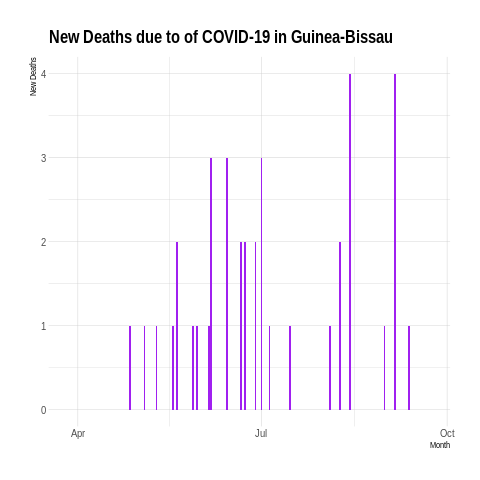 New Deaths due to of COVID-19 in Guinea-Bissau
New Deaths
4
3
2
1
0
Apr Jul Oct
Month